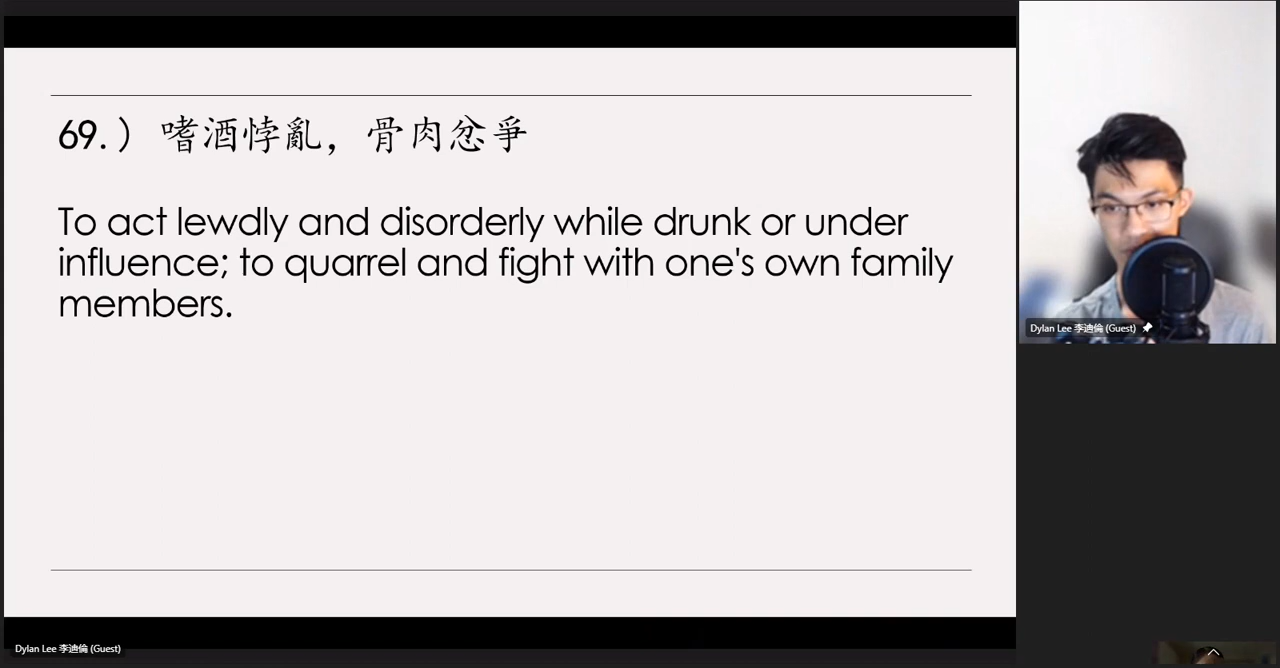 69.）嗜酒悖亂，骨肉忿爭
To act lewdly and disorderly while drunk or under
influence; to quarrel and fight with one's own family
members.
Dylan Lee 李迪倫 (Guest)
Dylan Lee 李迪倫 (Guest)